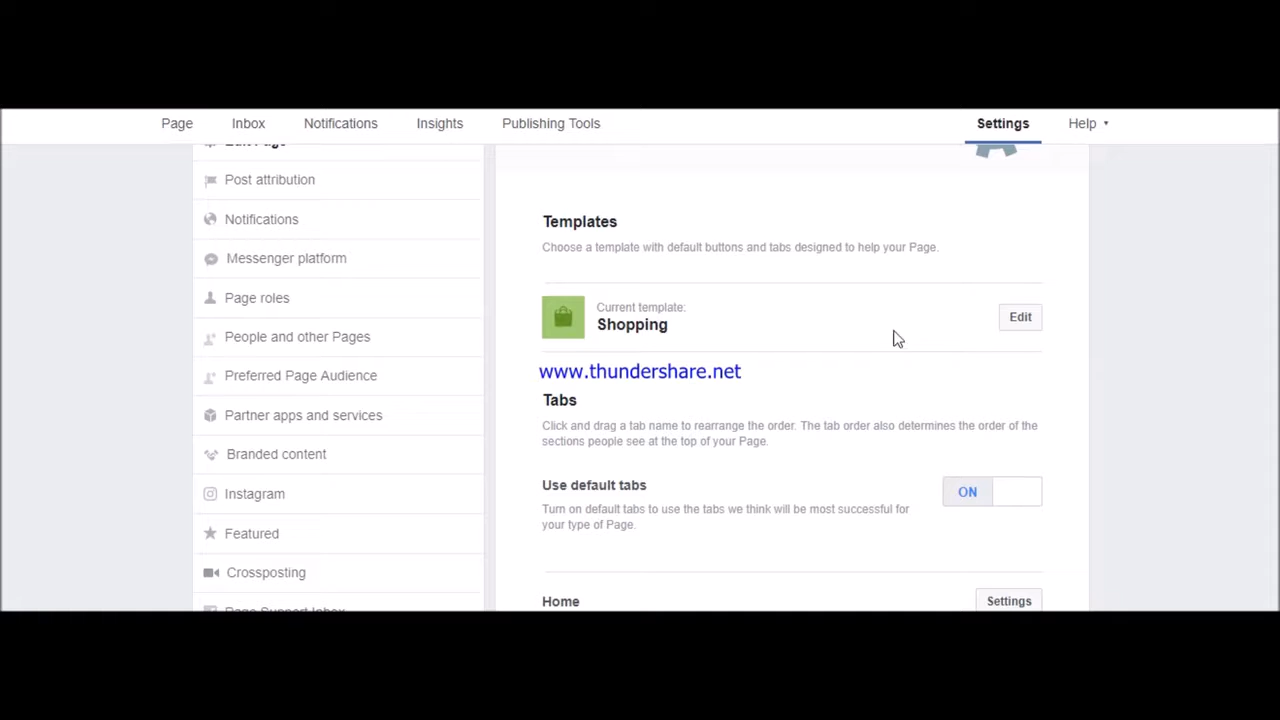 Page Inbox Notifications Insights Publishing Tools Settings Help
Edit Page
Post attribution
Notifications
Messenger platform
Page roles
People and other Pages
Preferred Page Audience
Partner apps and services
Branded content
Instagram
Featured
Crossposting
Page Support Inbox
Templates
Choose a template with default buttons and tabs designed to help your Page.
Current template:
Shopping
Edit
www.thundershare.net
Tabs
Click and drag a tab name to rearrange the order. The tab order also determines the order of the
sections people see at the top of your Page.
Use default tabs
ON
Turn on default tabs to use the tabs we think will be most successful for
your type of Page.
Home
Settings